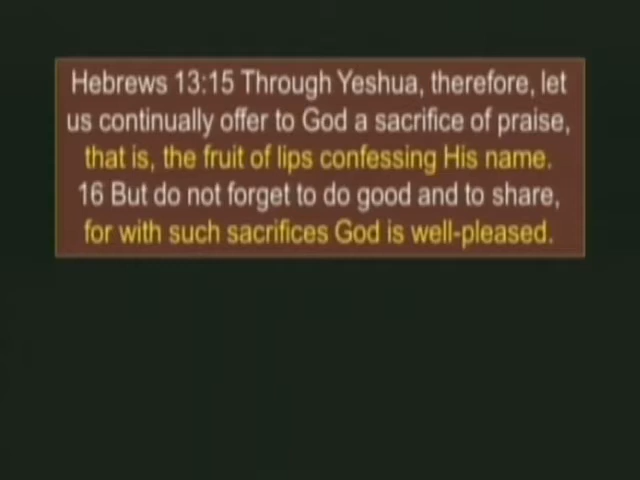 Hebrews 13:15 Through Yeshua, therefore, let
us continually offer to God a sacrifice of praise,
that is, the fruit of lips confessing His name.
16 But do not forget to do good and to share,
for with such sacrifices God is well-pleased.